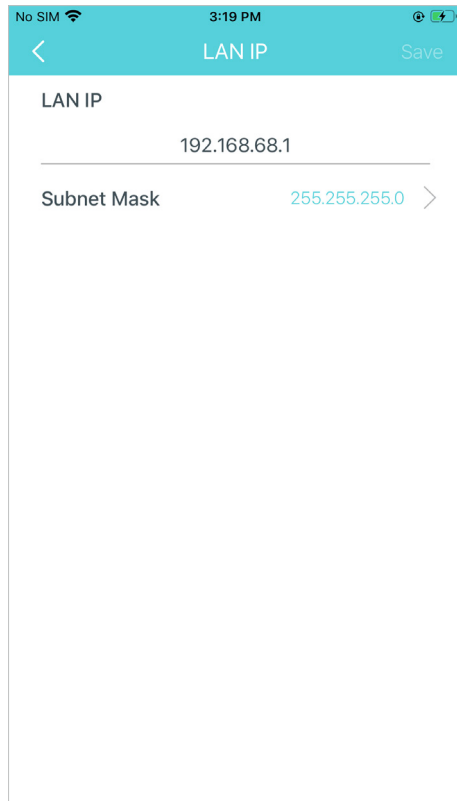 No SIM 3:19 PM
LAN IP Save
LAN IP
192.168.68.1
Subnet Mask 255.255.255.0